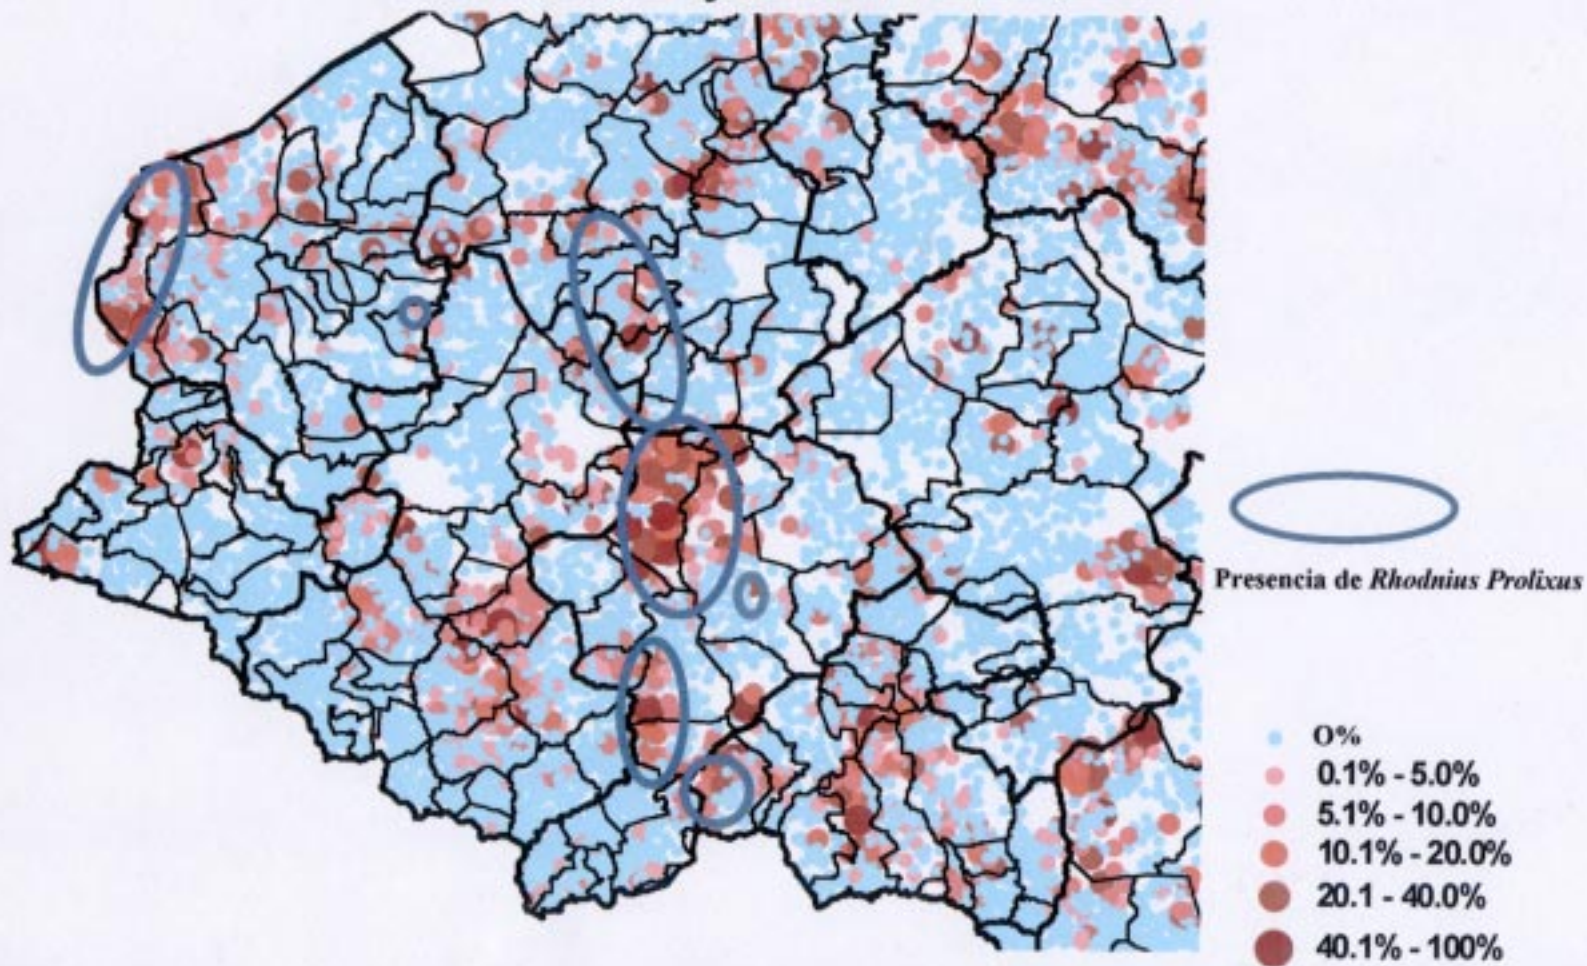 Presencia de Rhodnius Prolixus
O%
0.1% - 5.0%
5.1% - 10.0%
10.1% - 20.0%
20.1 - 40.0%
40.1% - 100%